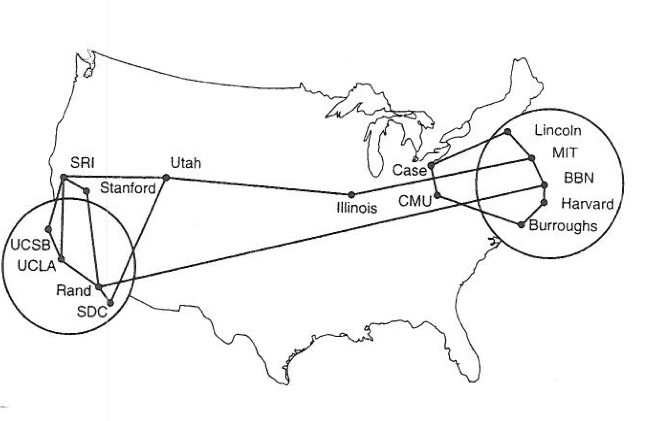 SRI
Utah
Stanford
UCSB
UCLA
Rand
SDC
Illinois
Case
CMU
Lincoln
MIT
BBN
Harvard
Burroughs